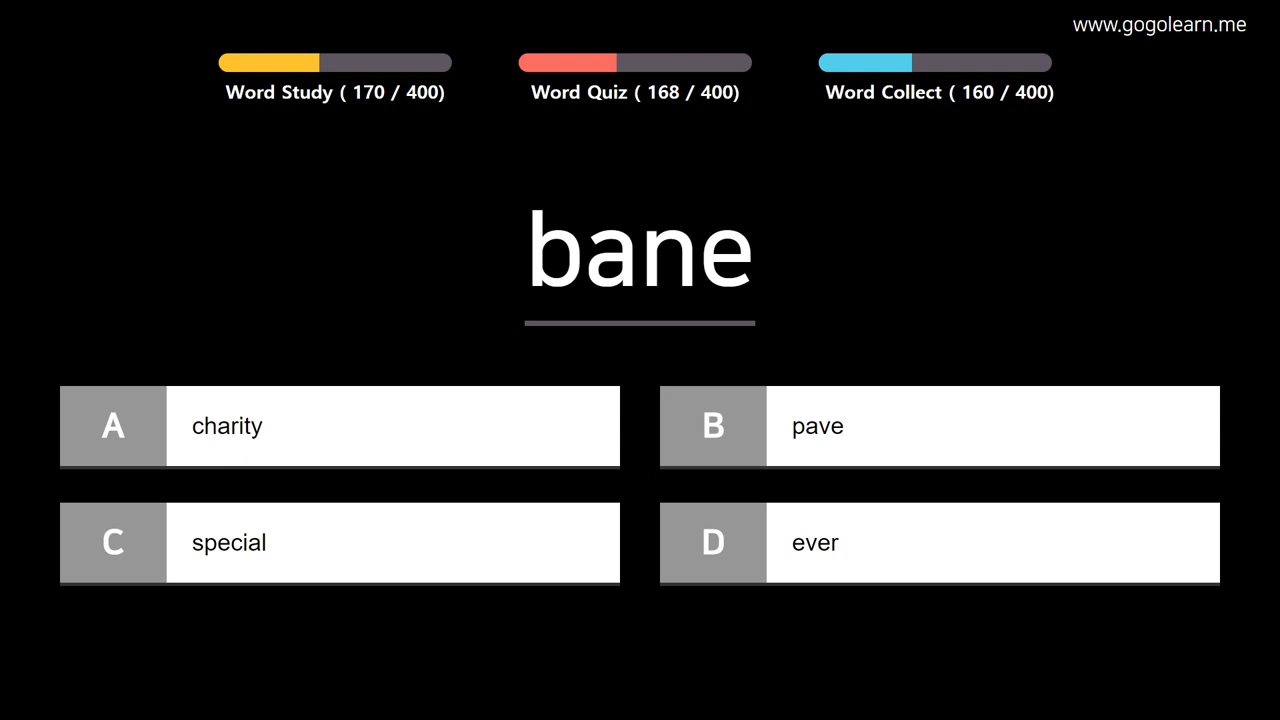 www.gogolearn.me
Word Study ( 170 / 400)
Word Quiz ( 168 / 400)
Word Collect ( 160 / 400)
bane
A charity
B pave
C special
D ever